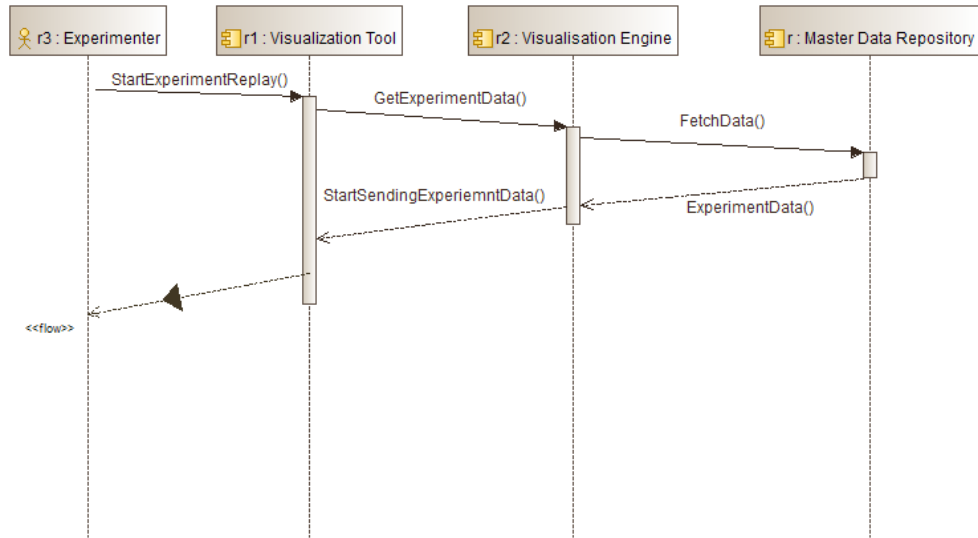 r3 : Experimenter
r1 : Visualization Tool
r2 : Visualisation Engine
r : Master Data Repository
StartExperimentReplay()
GetExperimentData()
FetchData()
StartSendingExperiemntData()
ExperimentData()
<<flow>>